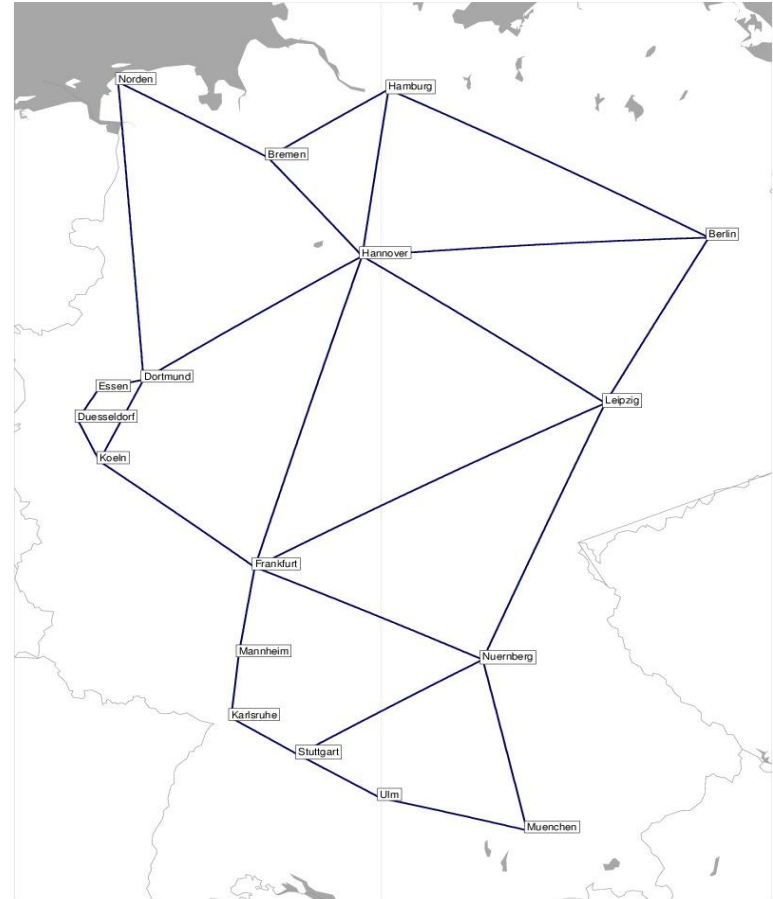 Norden
Hamburg
Bremen
Berlin
Hannover
Dortmund
Essen
Leipzig
Duesseldorf
Koeln
Frankfurt
Mannheim
Nuernberg
Karlsruhe
Stuttgart
Ulm
Muenchen